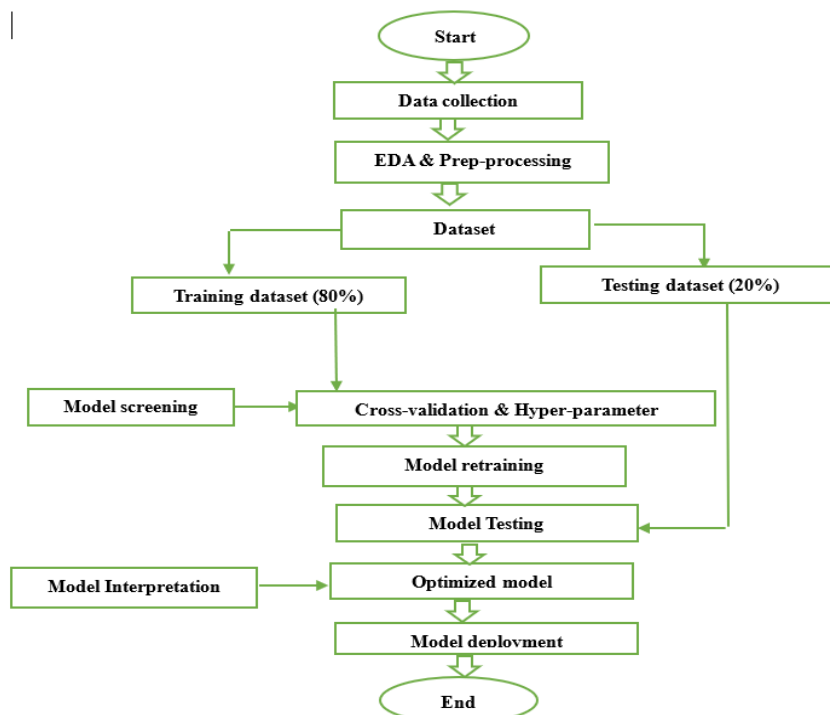 Start
Data collection
EDA & Prep-processing
Dataset
Training dataset (80%)
Testing dataset (20%)
Model screening
Cross-validation & Hyper-parameter
Model retraining
Model Testing
Model Interpretation
Optimized model
Model deployment
End